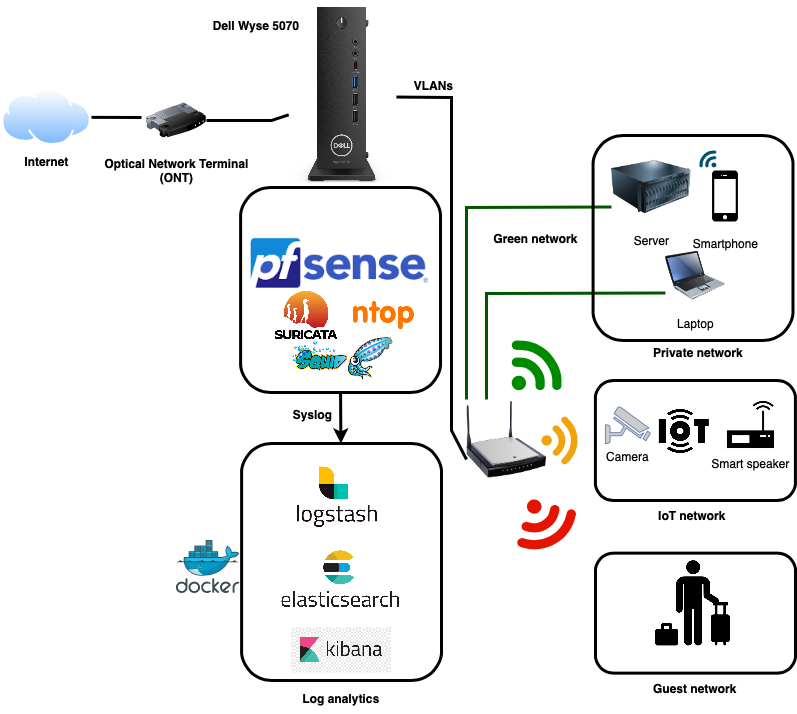 Dell Wyse 5070
DELL
VLANs
Internet
Optical Network Terminal
(ONT)
pfsense
SURICATA
ntop
SQUID
Syslog
logstash
elasticsearch
kibana
docker
Log analytics
Green network
Server
Smartphone
Laptop
Private network
Camera
IoT
Smart speaker
IoT network
Guest network